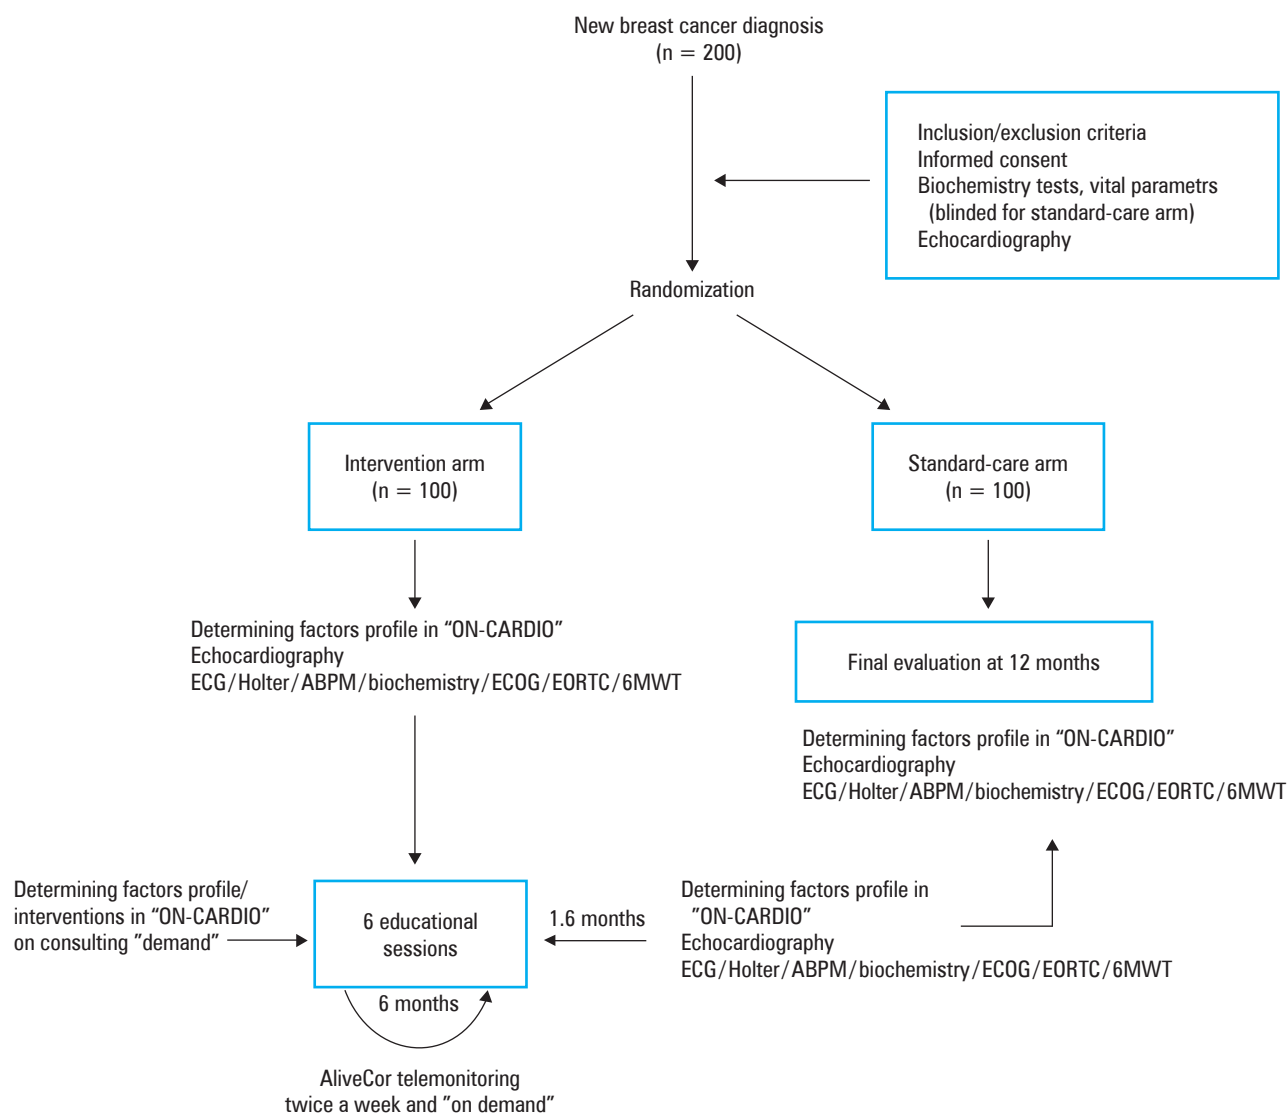 New breast cancer diagnosis
(n = 200)
Inclusion/exclusion criteria
Informed consent
Biochemistry tests, vital parametrs
(blinded for standard-care arm)
Echocardiography
Randomization
Intervention arm
(n = 100)
Standard-care arm
(n = 100)
Determining factors profile in “ON-CARDIO”
Echocardiography
ECG/Holter/ABPM/biochemistry/ECOG/EORTC/6MWT
Final evaluation at 12 months
Determining factors profile in “ON-CARDIO”
Echocardiography
ECG/Holter/ABPM/biochemistry/ECOG/EORTC/6MWT
Determining factors profile/
interventions in “ON-CARDIO”
on consulting ”demand”
6 educational
sessions
1.6 months
Determining factors profile in
”ON-CARDIO”
Echocardiography
ECG/Holter/ABPM/biochemistry/ECOG/EORTC/6MWT
6 months
AliveCor telemonitoring
twice a week and ”on demand”